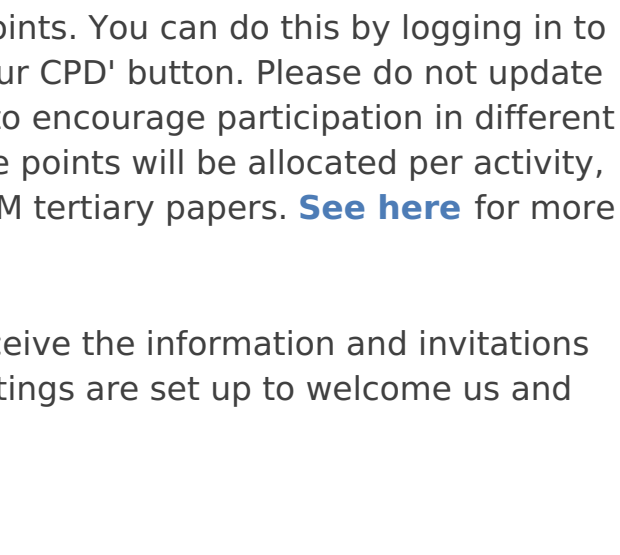 oints. You can do this by logging in to
ur CPD' button. Please do not update
to encourage participation in different
e points will be allocated per activity,
M tertiary papers. See here for more
ceive the information and invitations
tings are set up to welcome us and